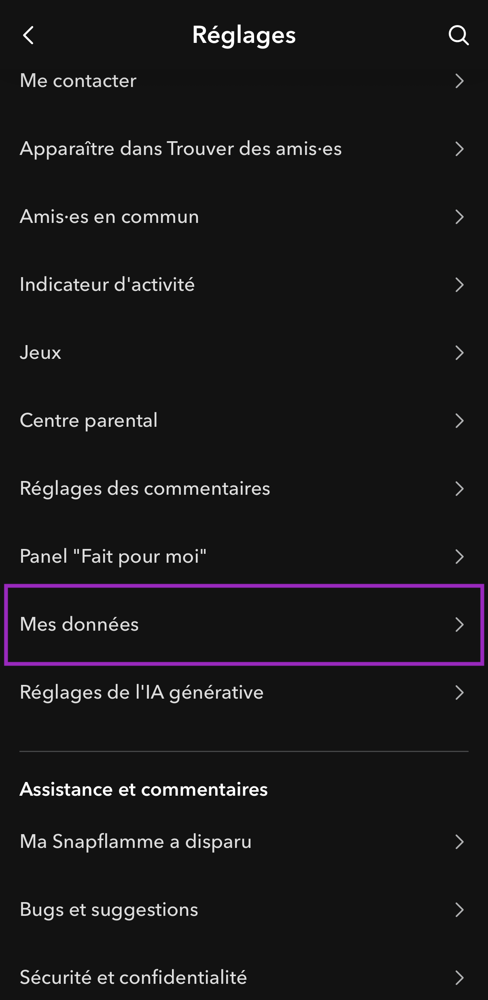 Réglages
Me contacter
Apparaître dans Trouver des amis·es
Amis·es en commun
Indicateur d'activité
Jeux
Centre parental
Réglages des commentaires
Panel "Fait pour moi"
Mes données
Réglages de l'IA générative
Assistance et commentaires
Ma Snapflamme a disparu
Bugs et suggestions
Sécurité et confidentialité